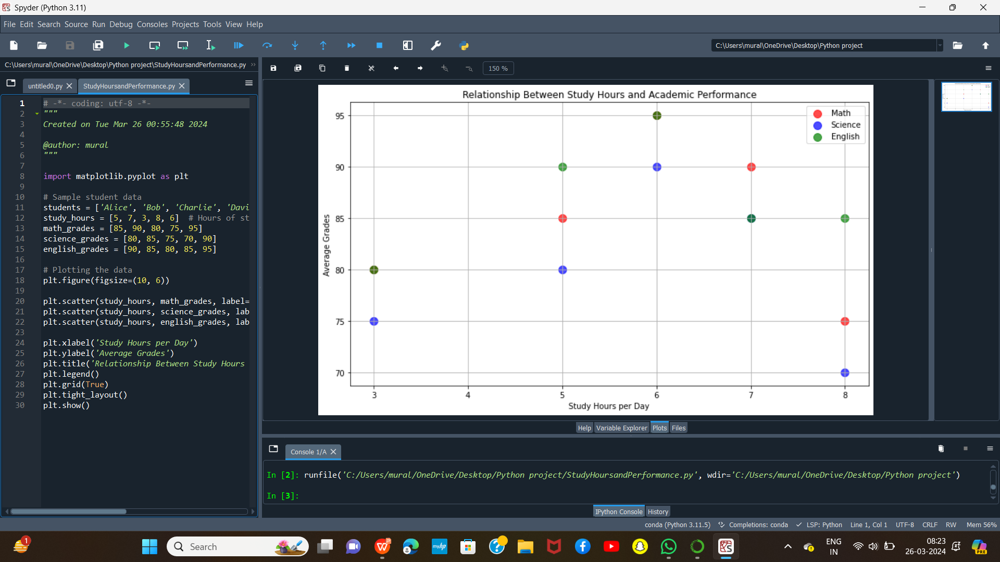 Spyder (Python 3.11)
File Edit Search Source Run Debug Consoles Projects Tools View Help
C:\Users\mural\OneDrive\Desktop\Python project
C:\Users\mural\OneDrive\Desktop\Python project\StudyHoursandPerformance.py
untitled0.py
StudyHoursandPerformance.py
1 # -*- coding: utf-8 -*-
2 """
3 Created on Tue Mar 26 00:55:48 2024
4
5 @author: mural
6 """
7
8 import matplotlib.pyplot as plt
9
10 # Sample student data
11 students = ['Alice', 'Bob', 'Charlie', 'Davi
12 study_hours = [5, 7, 3, 8, 6]  # Hours of st
13 math_grades = [85, 90, 80, 75, 95]
14 science_grades = [80, 85, 75, 70, 90]
15 english_grades = [90, 85, 80, 85, 95]
16
17 # Plotting the data
18 plt.figure(figsize=(10, 6))
19
20 plt.scatter(study_hours, math_grades, label=
21 plt.scatter(study_hours, science_grades, lab
22 plt.scatter(study_hours, english_grades, lab
23
24 plt.xlabel('Study Hours per Day')
25 plt.ylabel('Average Grades')
26 plt.title('Relationship Between Study Hours
27 plt.legend()
28 plt.grid(True)
29 plt.tight_layout()
30 plt.show()
150 %
Relationship Between Study Hours and Academic Performance
Math
Science
English
Average Grades
95
90
85
80
75
70
3 4 5 6 7 8
Study Hours per Day
Help Variable Explorer Plots Files
Console 1/A
In [2]: runfile('C:/Users/mural/OneDrive/Desktop/Python project/StudyHoursandPerformance.py', wdir='C:/Users/mural/OneDrive/Desktop/Python project')
In [3]:
IPython Console History
conda (Python 3.11.5) Completions: conda LSP: Python Line 1, Col 1 UTF-8 CRLF RW Mem 56%
1
Search
myhp
ENG
IN
08:23
26-03-2024
PRE